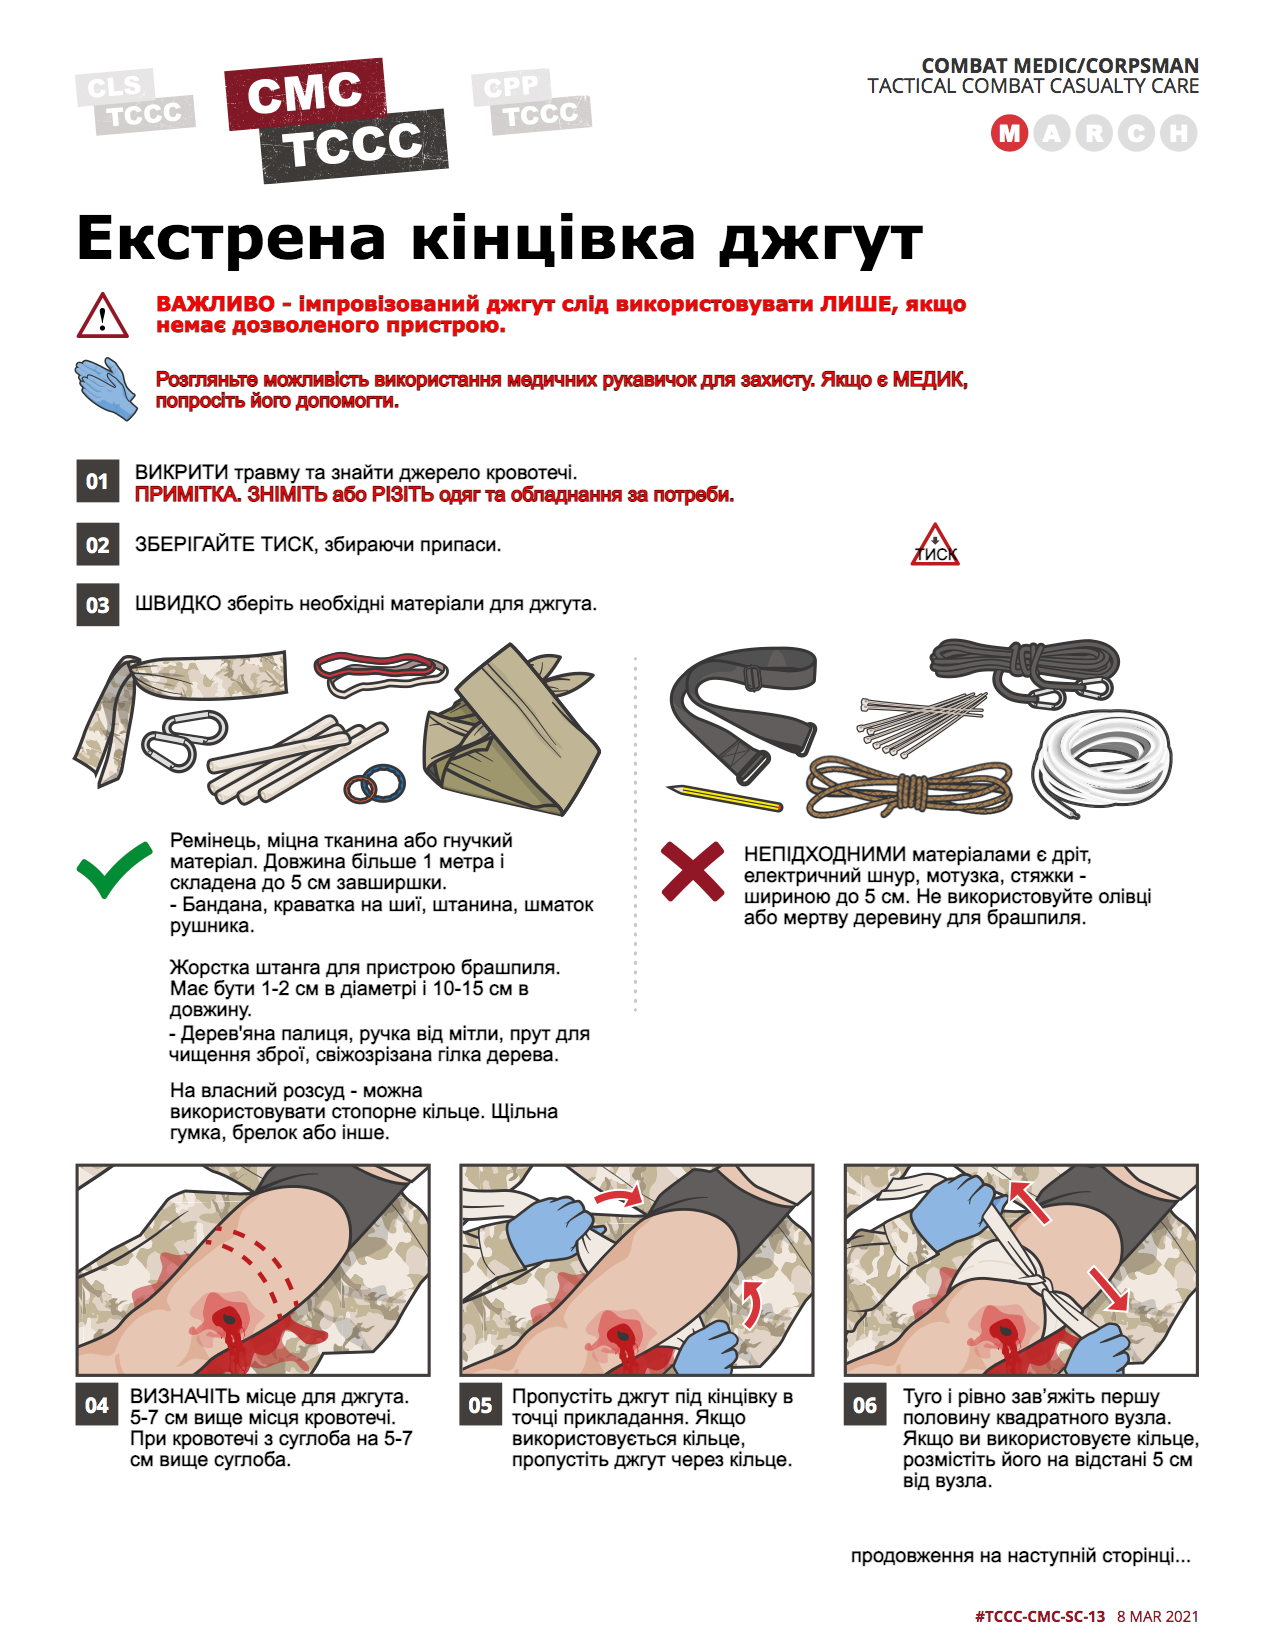 CLS
TCCC
CMC
TCCC
CPP
TCCC
COMBAT MEDIC/CORPSMAN
TACTICAL COMBAT CASUALTY CARE
M A R C H
Екстрена кінцівка джгут
ВАЖЛИВО - імпровізований джгут слід використовувати ЛИШЕ, якщо
немає дозволеного пристрою.
Розгляньте можливість використання медичних рукавичок для захисту. Якщо є МЕДИК,
попросіть його допомогти.
01
ВИКРИТИ травму та знайти джерело кровотечі.
ПРИМІТКА. ЗНІМІТЬ або РІЗІТЬ одяг та обладнання за потреби.
02
ЗБЕРІГАЙТЕ ТИСК, збираючи припаси.
ТИСК
03
ШВИДКО зберіть необхідні матеріали для джгута.
Ремінець, міцна тканина або гнучкий
матеріал. Довжина більше 1 метра і
складена до 5 см завширшки.
- Бандана, краватка на шиї, штанина, шматок
рушника.
Жорстка штанга для пристрою брашпиля.
Має бути 1-2 см в діаметрі і 10-15 см в
довжину.
- Дерев'яна палиця, ручка від мітли, прут для
чищення зброї, свіжозрізана гілка дерева.
На власний розсуд - можна
використовувати стопорне кільце. Щільна
гумка, брелок або інше.
НЕПІДХОДНИМИ матеріалами є дріт,
електричний шнур, мотузка, стяжки -
шириною до 5 см. Не використовуйте олівці
або мертву деревину для брашпиля.
04
ВИЗНАЧІТЬ місце для джгута.
5-7 см вище місця кровотечі.
При кровотечі з суглоба на 5-7
см вище суглоба.
05
Пропустіть джгут під кінцівку в
точці прикладання. Якщо
використовується кільце,
пропустіть джгут через кільце.
06
Туго і рівно зав’яжіть першу
половину квадратного вузла.
Якщо ви використовуєте кільце,
розмістіть його на відстані 5 см
від вузла.
продовження на наступній сторінці...
#TCCC-CMC-SC-13 8 MAR 2021